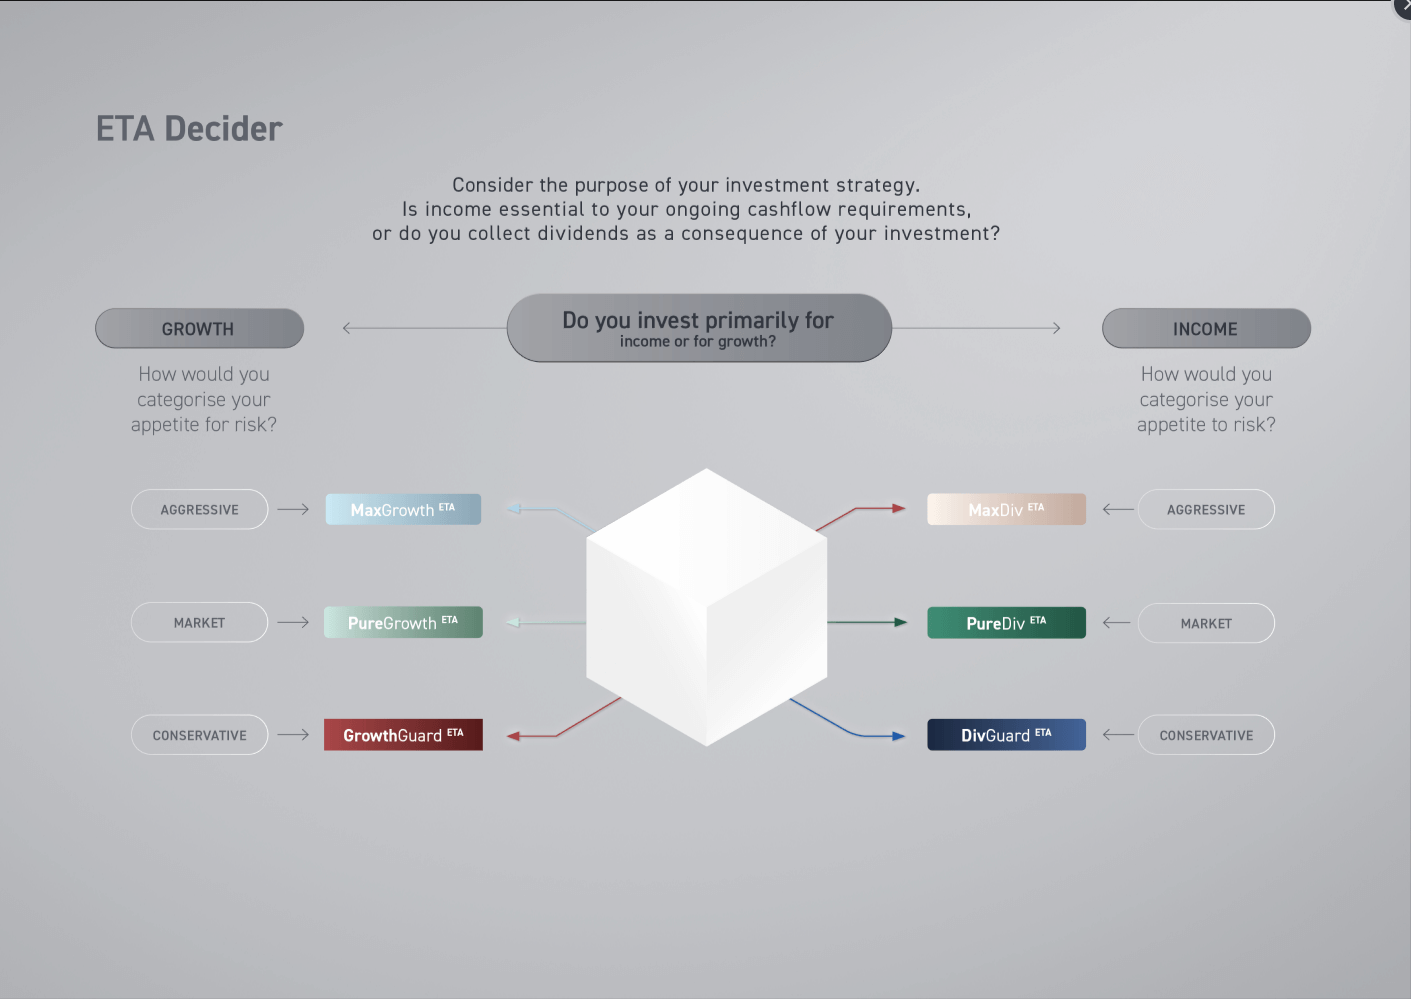 ETA Decider
Consider the purpose of your investment strategy.
Is income essential to your ongoing cashflow requirements,
or do you collect dividends as a consequence of your investment?
GROWTH
Do you invest primarily for
income or for growth?
INCOME
How would you
categorise your
appetite for risk?
How would you
categorise your
appetite to risk?
AGGRESSIVE
MaxGrowth ETA
MaxDiv ETA
AGGRESSIVE
MARKET
PureGrowth ETA
PureDiv ETA
MARKET
CONSERVATIVE
GrowthGuard ETA
DivGuard ETA
CONSERVATIVE